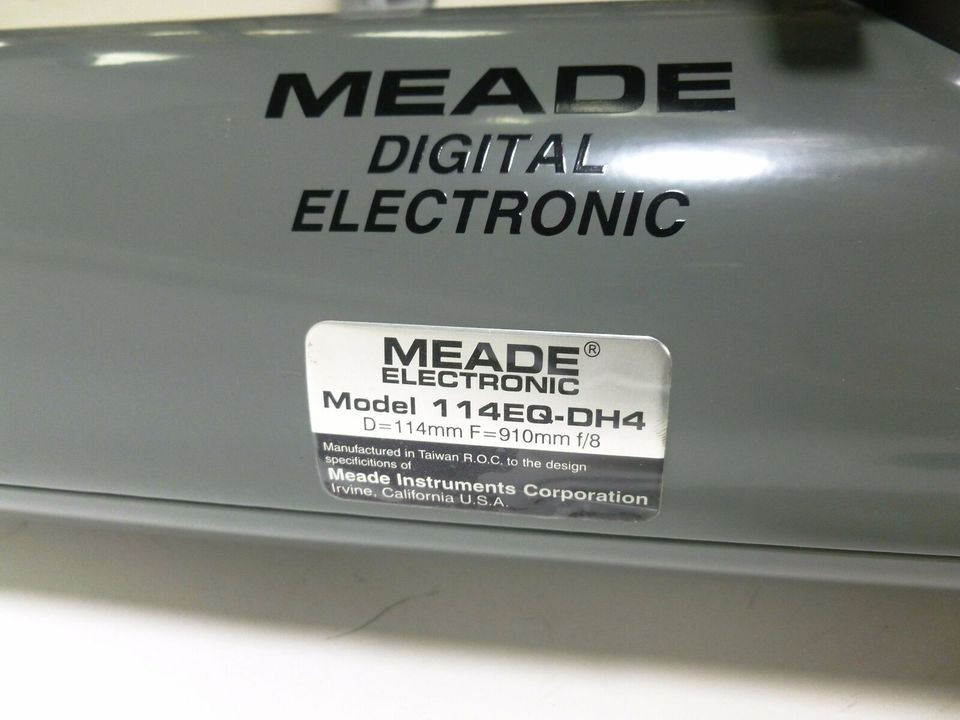 MEADE
DIGITAL
ELECTRONIC
MEADE®
ELECTRONIC
Model 114EQ-DH4
D=114mm F=910mm f/8
Manufactured in Taiwan R.O.C. to the design
specificitions of
Meade Instruments Corporation
Irvine, California U.S.A.